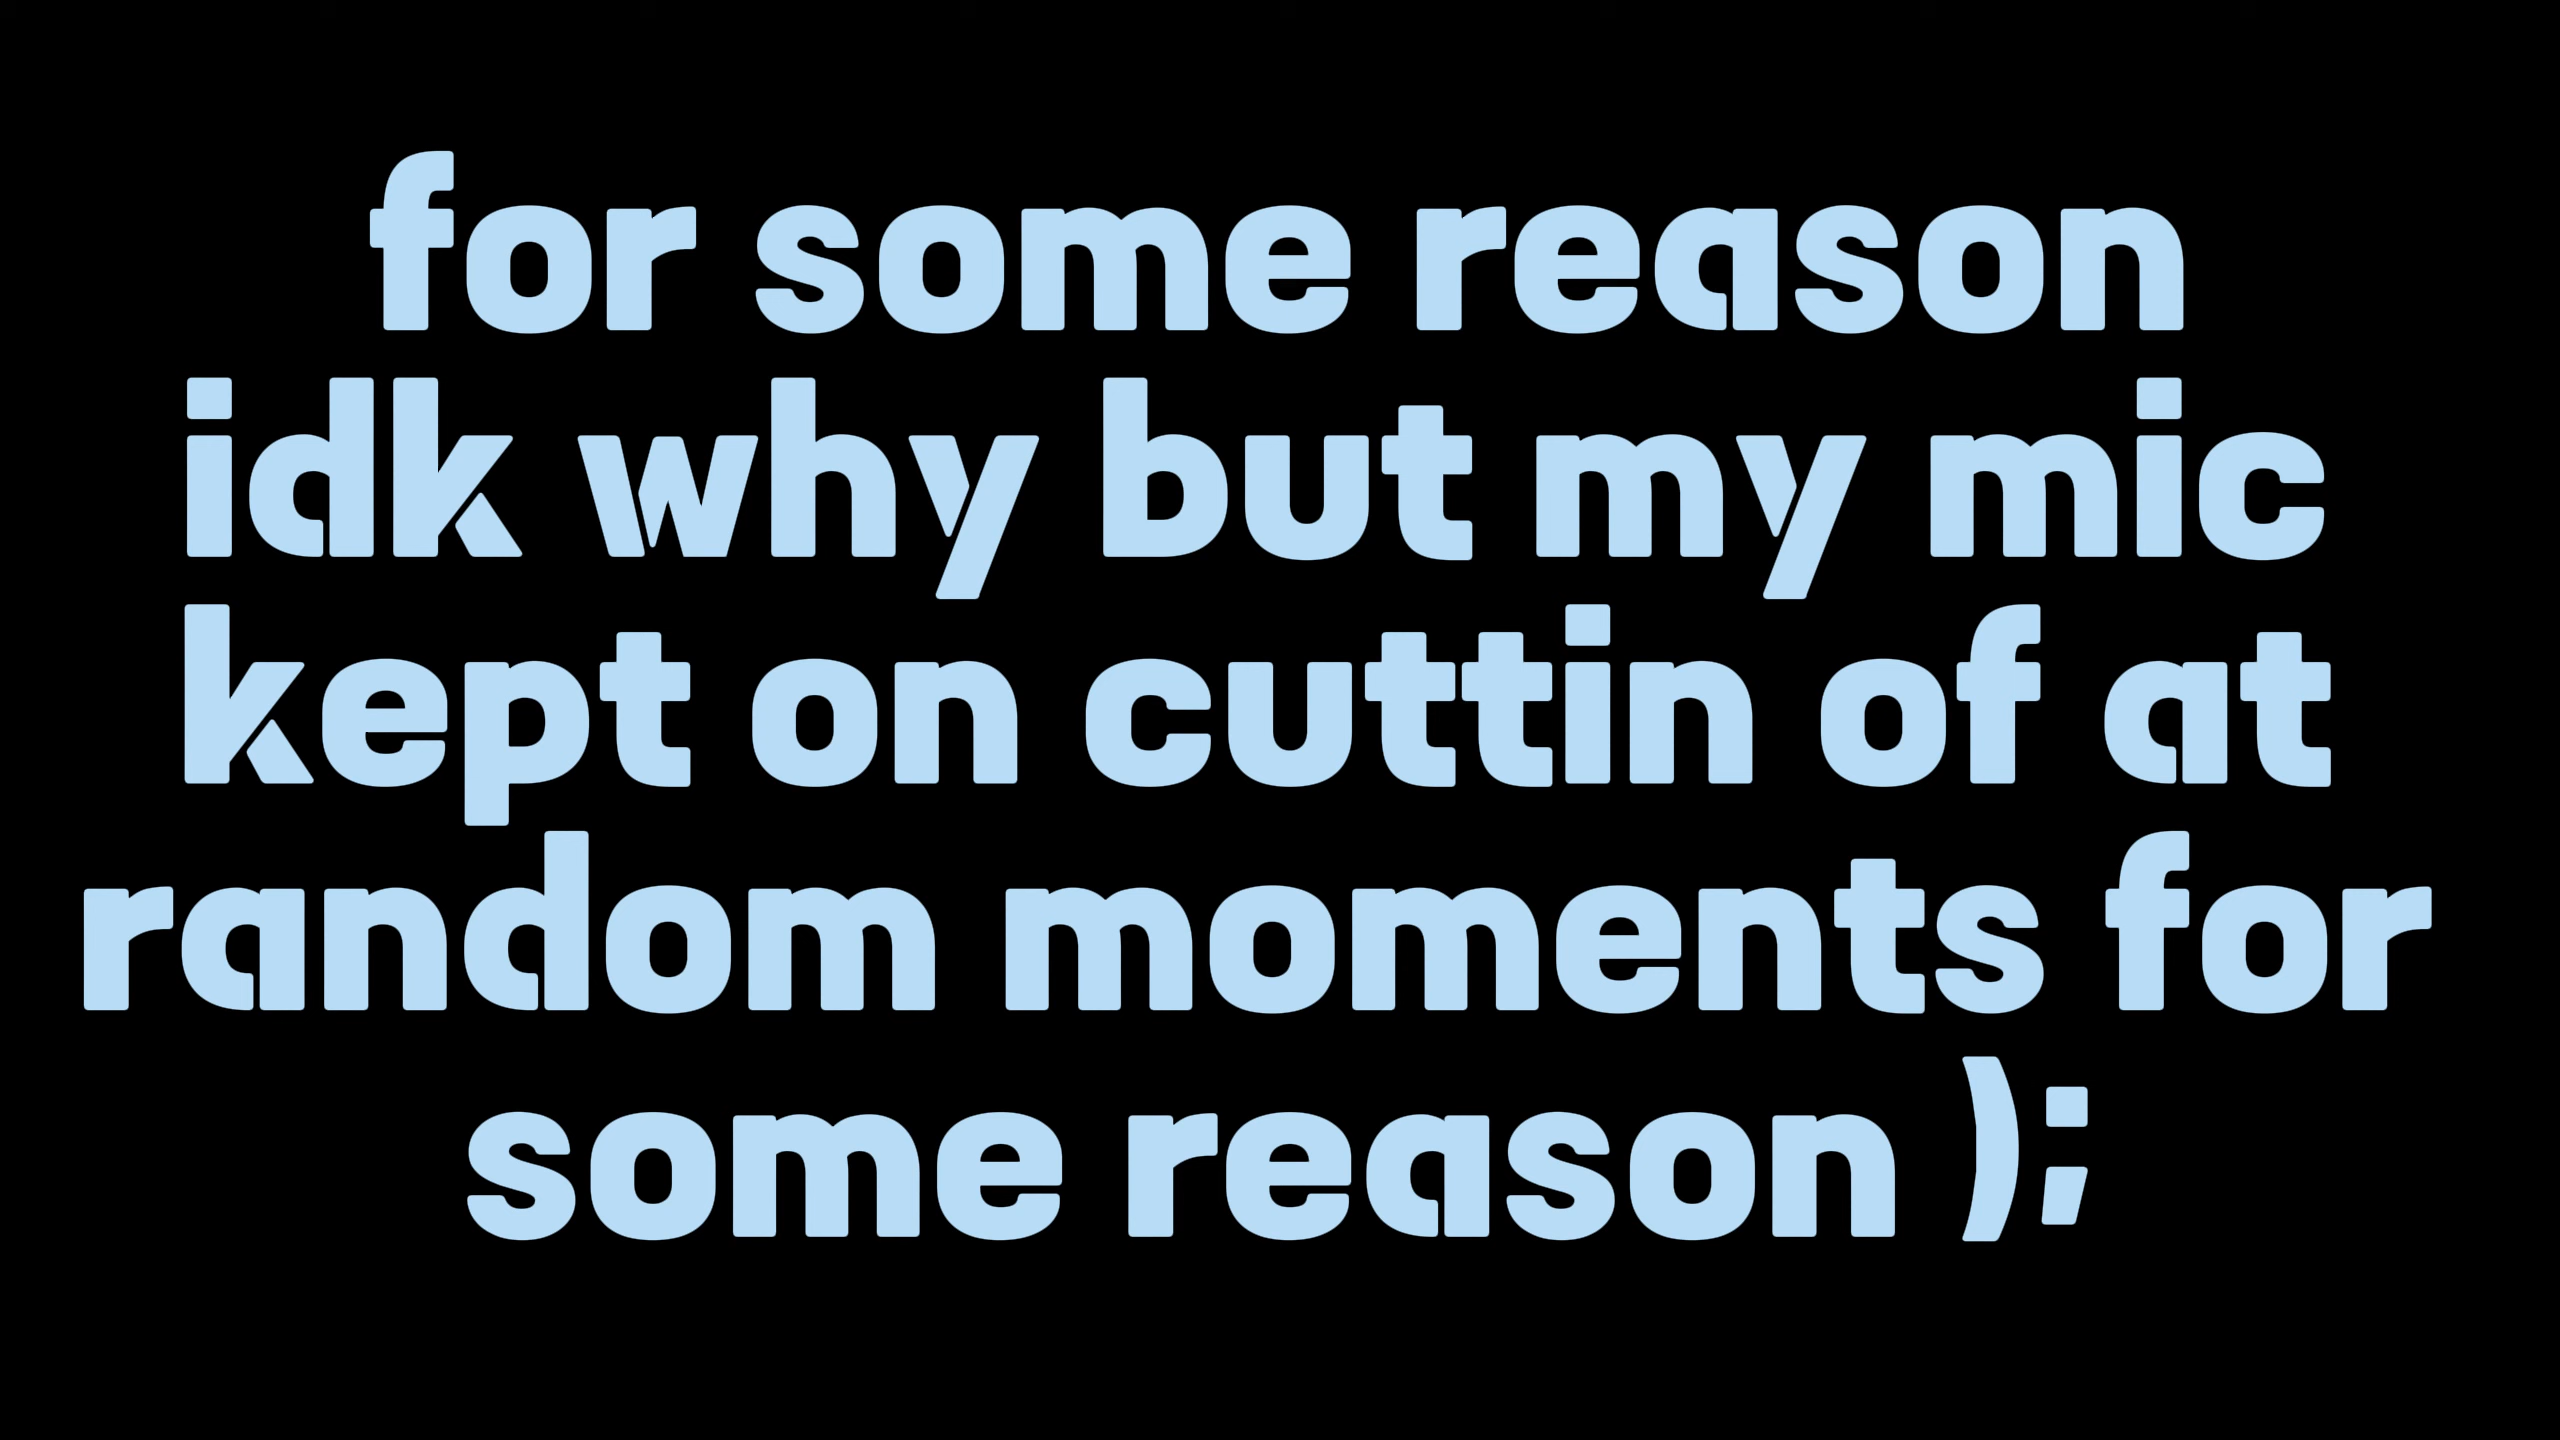 for some reason
idk why but my mic
kept on cuttin of at
random moments for
some reason );